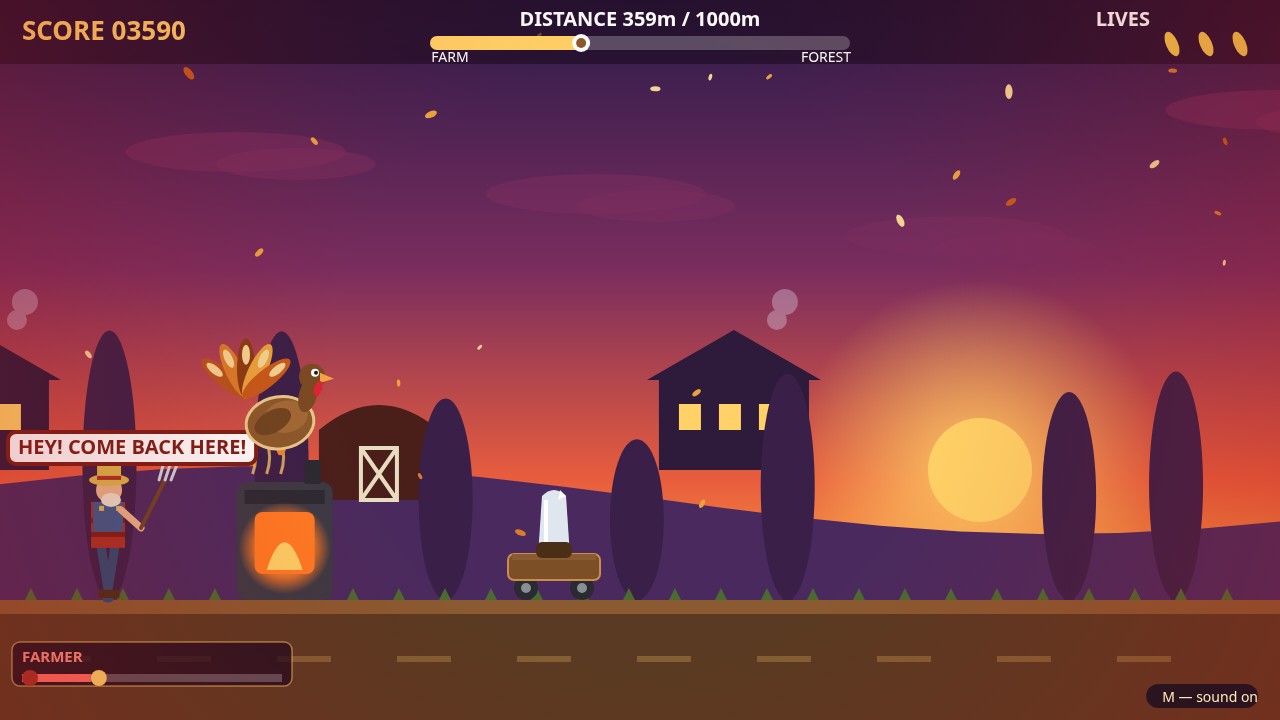 SCORE 03590
DISTANCE 359m / 1000m
LIVES
FARM
FOREST
HEY! COME BACK HERE!
FARMER
M — sound on